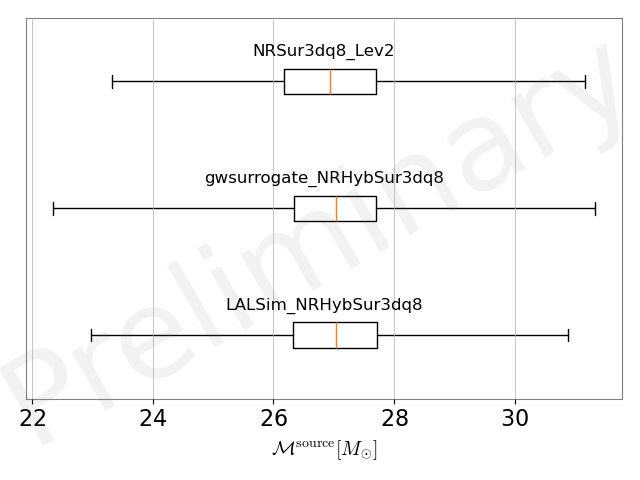 NRSur3dq8_Lev2
gwsurrogate_NRHybSur3dq8
LALSim_NRHybSur3dq8
Preliminary
22 24 26 28 30
ℳ^source[M_⊙]